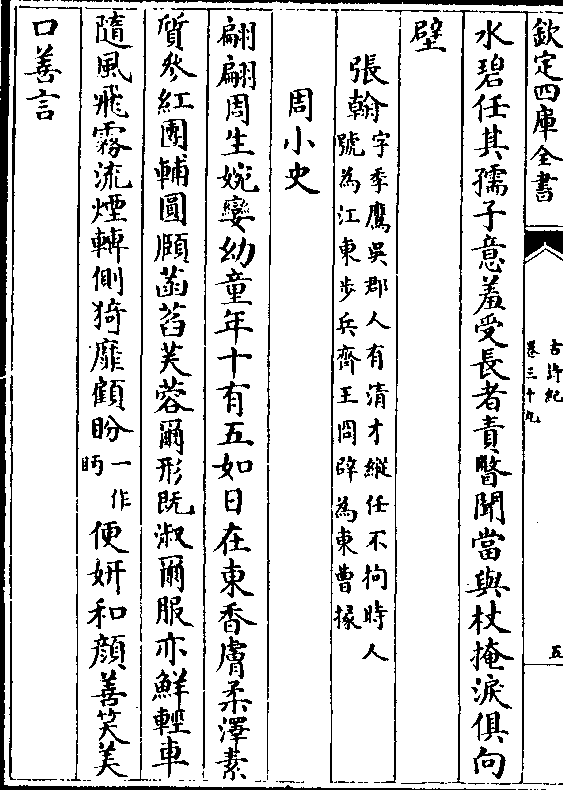 欽定四庫全書
古詩紀
卷三十九
五
水碧任其孺子意羞受長者責瞥聞當與杖掩淚俱向
壁
張翰字季鷹吳郡人有清才縱任不拘時人
號為江東步兵齊王冏辟為東曹掾
周小史
翩翩周生婉孌幼童年十有五如日在東香膚柔澤素
質參紅團輔圓頤菡萏芙蓉爾形既淑爾服亦鮮輕車
隨風飛霧流煙轉側猗靡顧盼一作
眄便妍和顏善笑美
口善言